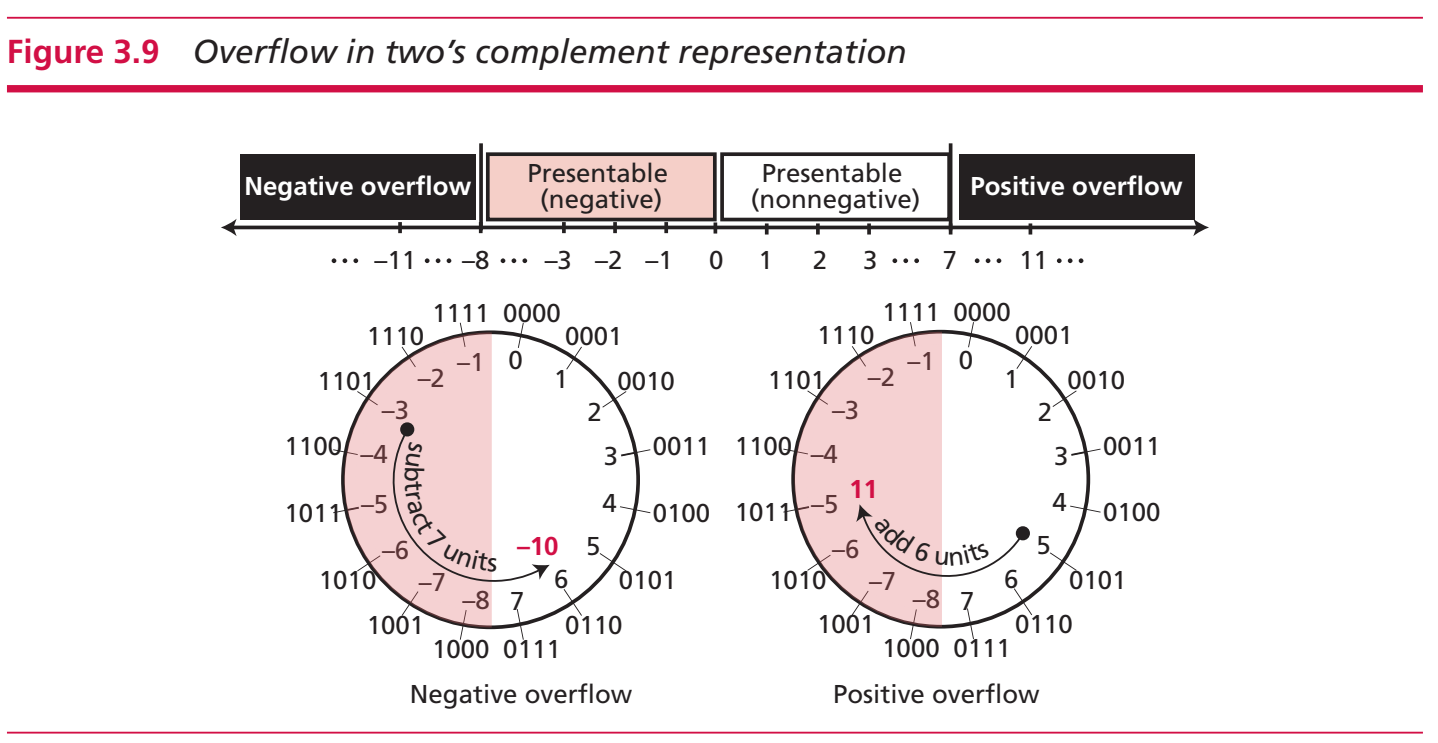 Figure 3.9 Overflow in two's complement representation
Negative overflow
Presentable
(negative)
Presentable
(nonnegative)
Positive overflow
··· –11 ··· –8 ··· –3 –2 –1 0 1 2 3 ··· 7 ··· 11 ···
1111 0000
1110 0001
1101 0010
1100 0011
1011 0100
1010 0101
1001 0110
1000 0111
–1 0
–2 1
–3 2
–4 3
–5 4
–6 5
–7 6
–8 7
subtract 7 units
–10
Negative overflow
1111 0000
1110 0001
1101 0010
1100 0011
1011 0100
1010 0101
1001 0110
1000 0111
–1 0
–2 1
–3 2
–4 3
–5 4
–6 5
–7 6
–8 7
11
add 6 units
Positive overflow